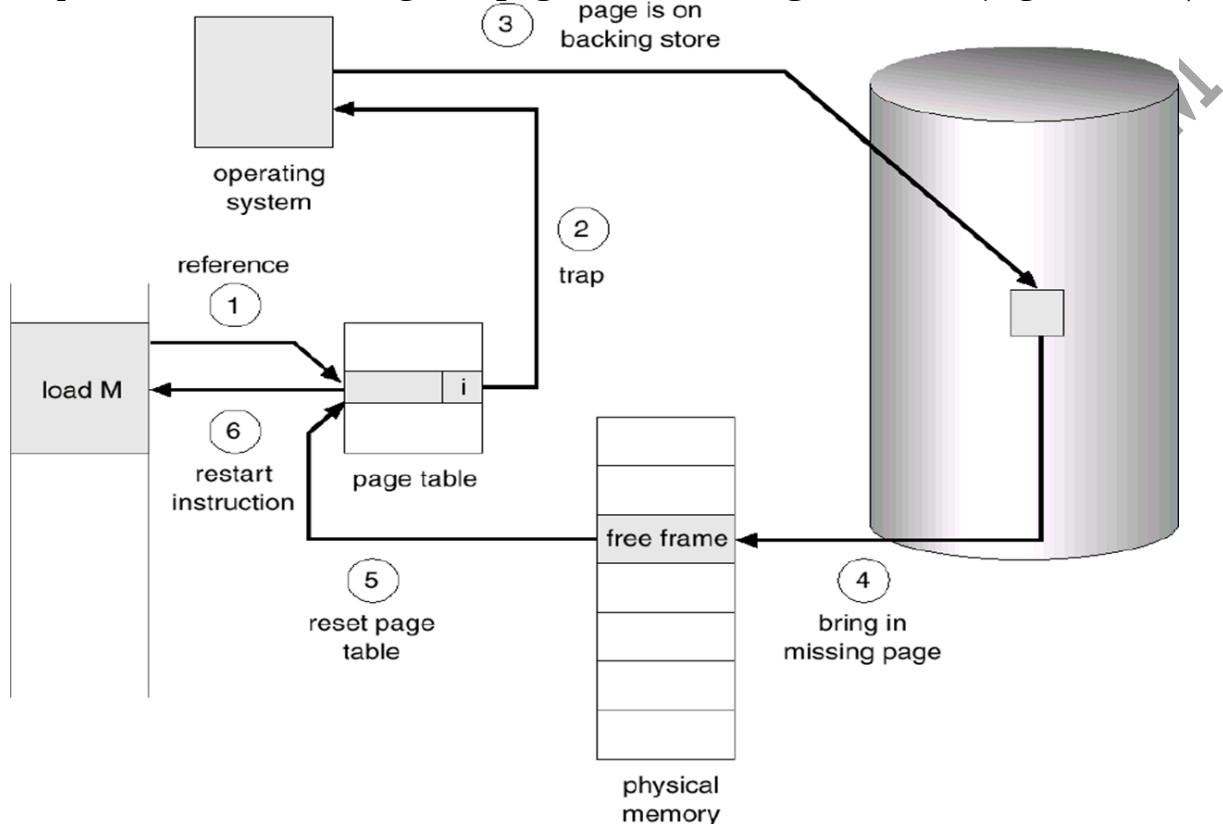 3
page is on
backing store
operating
system
2
trap
reference
1
load M
i
6
restart
instruction
page table
free frame
5
reset page
table
4
bring in
missing page
physical
memory
M